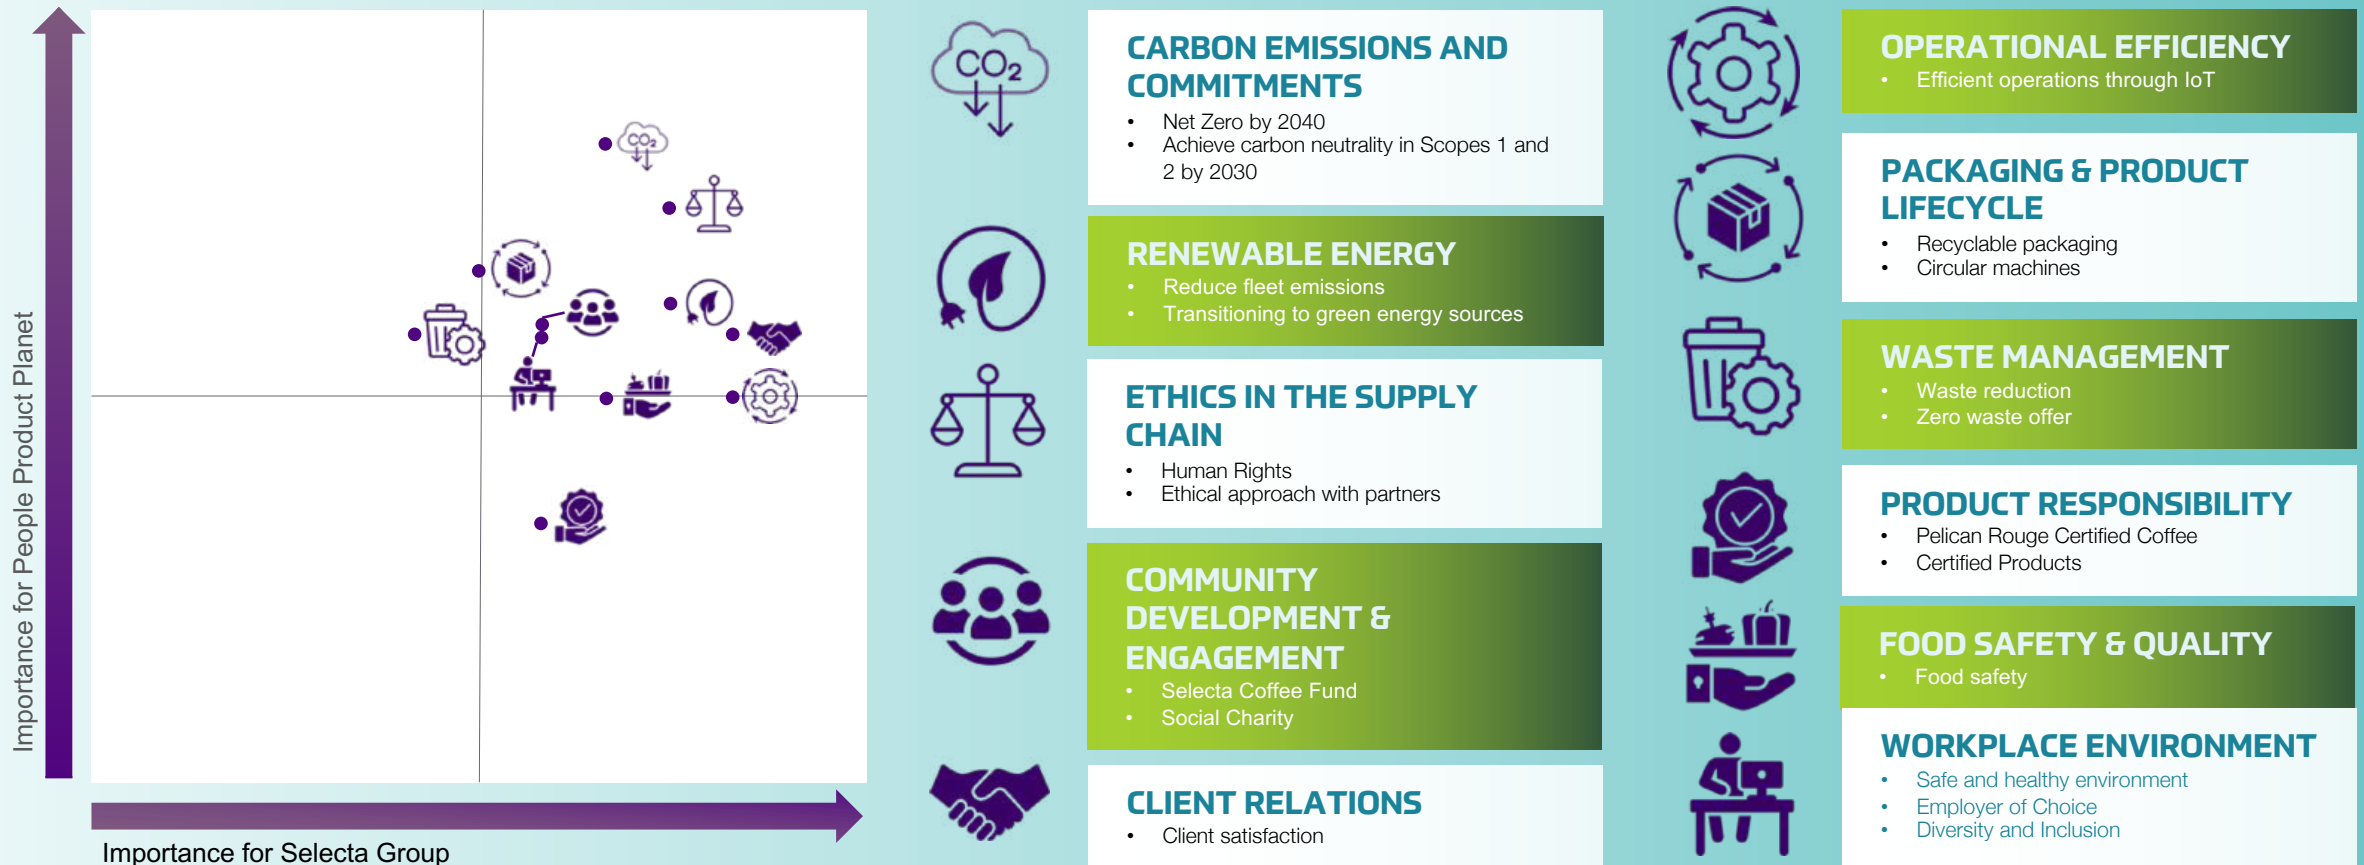 Importance for People Product Planet
Importance for Selecta Group
CO₂
CO₂
CARBON EMISSIONS AND
COMMITMENTS
• Net Zero by 2040
• Achieve carbon neutrality in Scopes 1 and
2 by 2030
RENEWABLE ENERGY
• Reduce fleet emissions
• Transitioning to green energy sources
ETHICS IN THE SUPPLY
CHAIN
• Human Rights
• Ethical approach with partners
COMMUNITY
DEVELOPMENT &
ENGAGEMENT
• Selecta Coffee Fund
• Social Charity
CLIENT RELATIONS
• Client satisfaction
OPERATIONAL EFFICIENCY
• Efficient operations through IoT
PACKAGING & PRODUCT
LIFECYCLE
• Recyclable packaging
• Circular machines
WASTE MANAGEMENT
• Waste reduction
• Zero waste offer
PRODUCT RESPONSIBILITY
• Pelican Rouge Certified Coffee
• Certified Products
FOOD SAFETY & QUALITY
• Food safety
WORKPLACE ENVIRONMENT
• Safe and healthy environment
• Employer of Choice
• Diversity and Inclusion